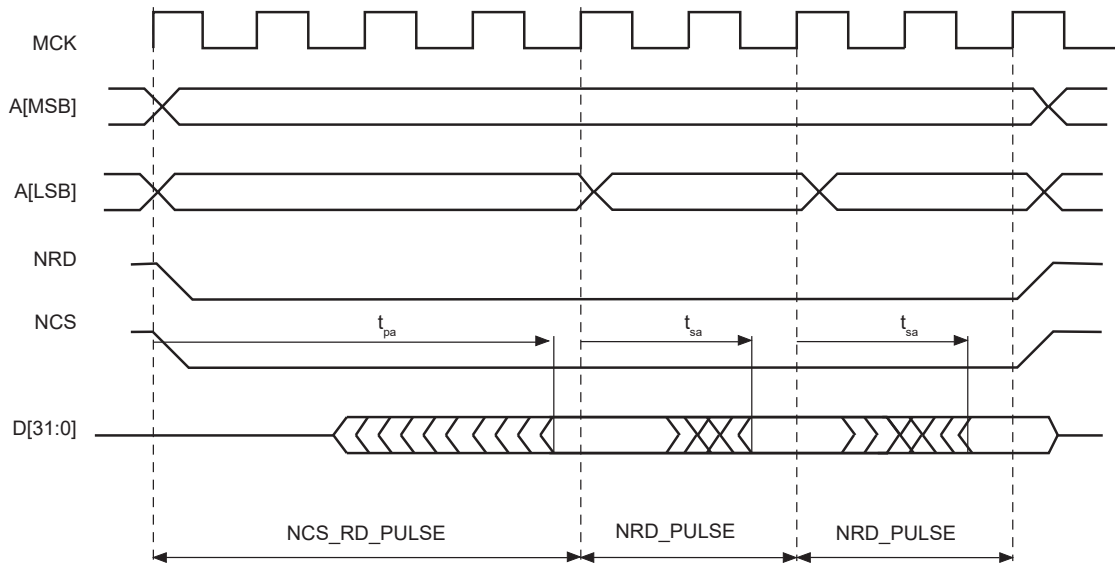 MCK
A[MSB]
A[LSB]
NRD
NCS
tpa
tsa
tsa
D[31:0]
NCS_RD_PULSE
NRD_PULSE
NRD_PULSE